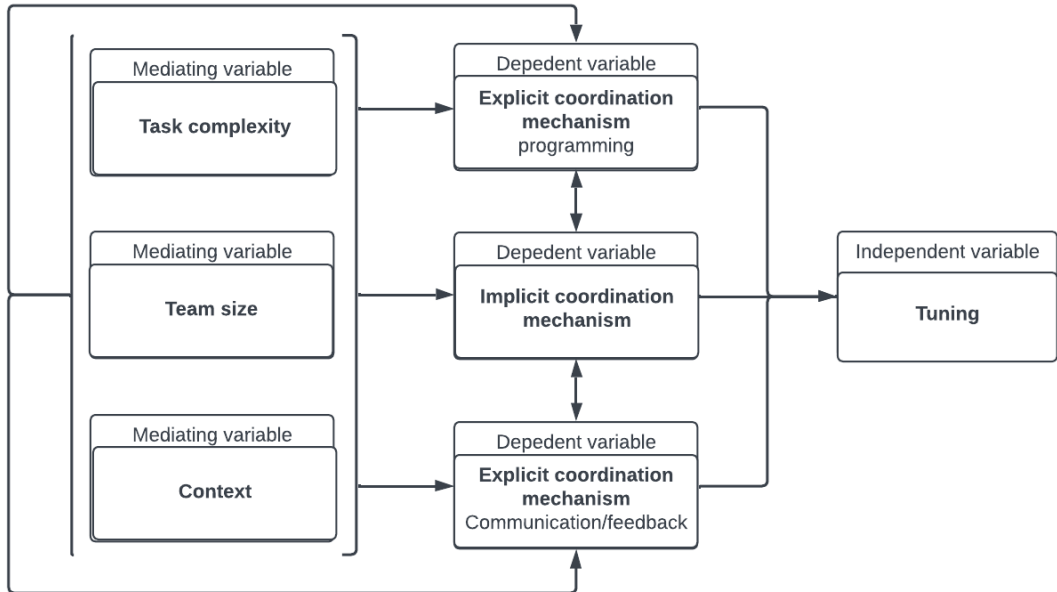 Mediating variable
Task complexity
Depedent variable
Explicit coordination
mechanism
programming
Mediating variable
Team size
Depedent variable
Implicit coordination
mechanism
Independent variable
Tuning
Mediating variable
Context
Depedent variable
Explicit coordination
mechanism
Communication/feedback